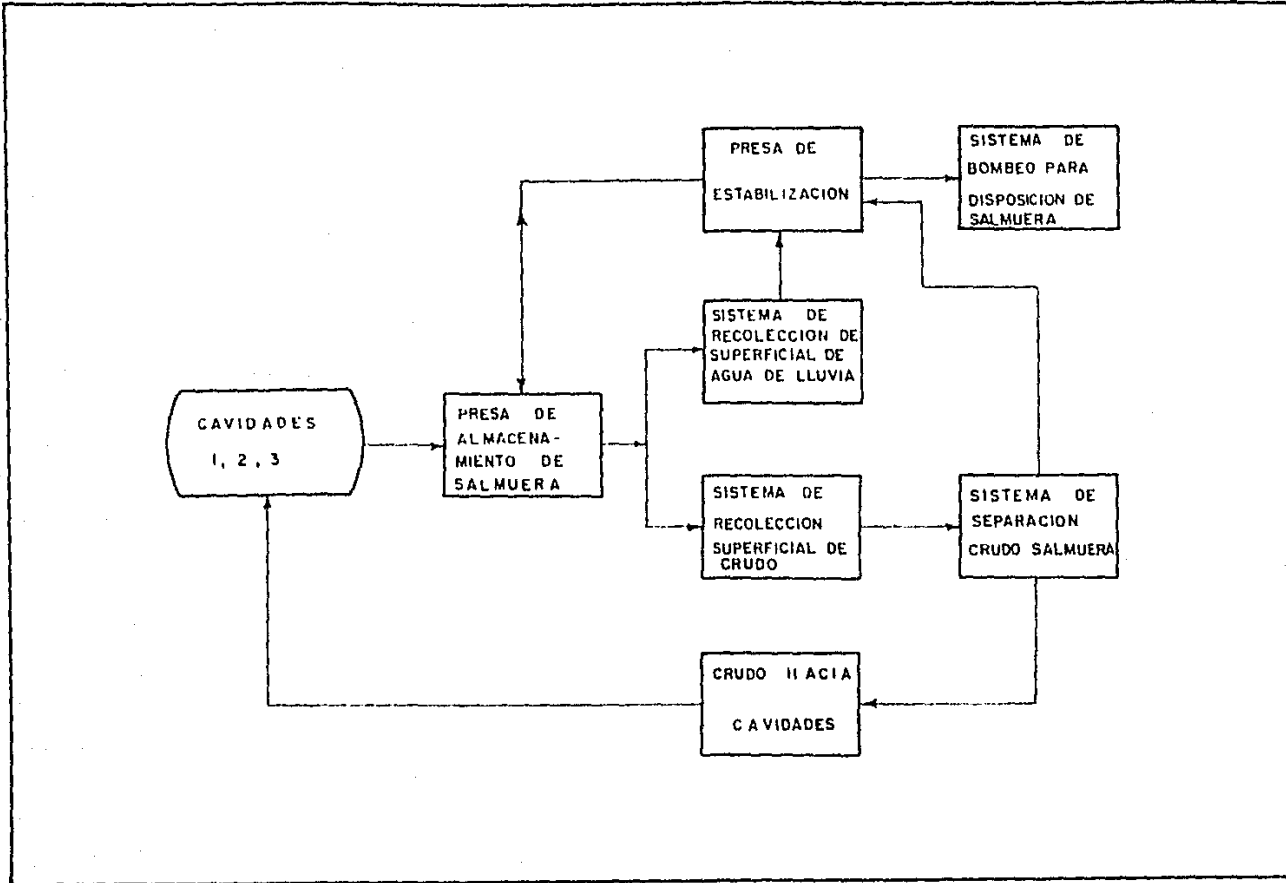 PRESA DE
ESTABILIZACION
SISTEMA DE
BOMBEO PARA
DISPOSICION DE
SALMUERA
SISTEMA DE
RECOLECCION DE
SUPERFICIAL DE
AGUA DE LLUVIA
CAVIDADES
1, 2, 3
PRESA DE
ALMACENA-
MIENTO DE
SALMUERA
SISTEMA DE
RECOLECCION
SUPERFICIAL DE
CRUDO
SISTEMA DE
SEPARACION
CRUDO SALMUERA
CRUDO HACIA
CAVIDADES